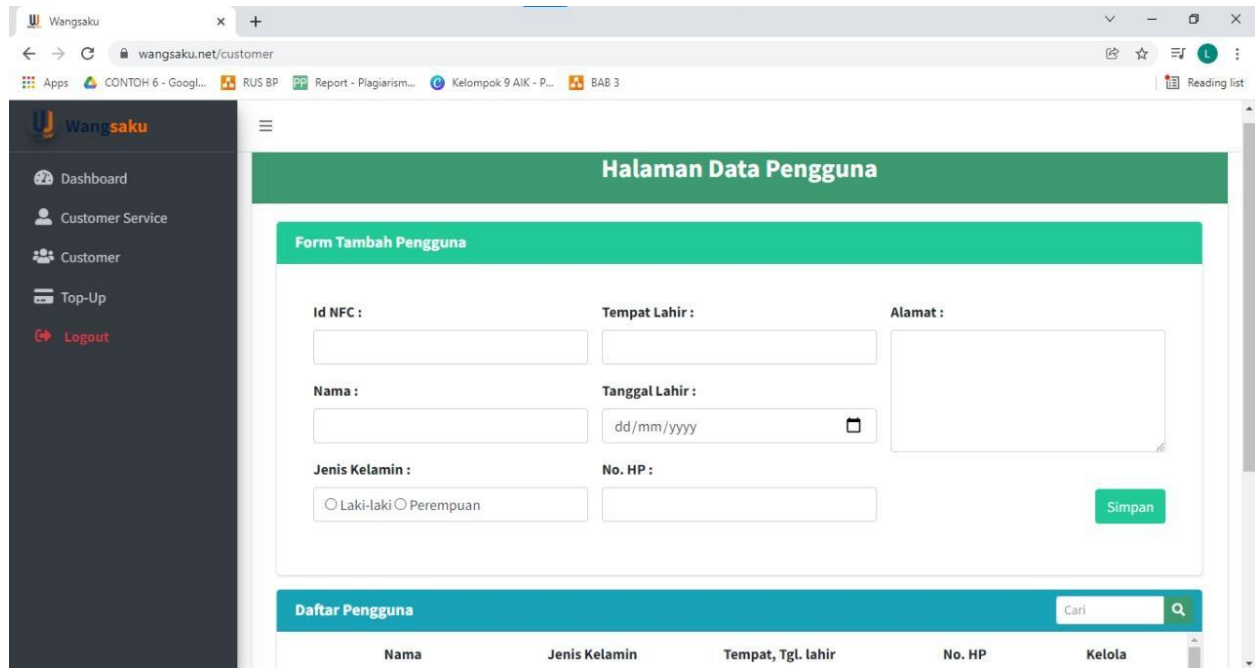 Wangsaku
wangsaku.net/customer
Apps CONTOH 6 - Googl... RUS BP Report - Plagiarism... Kelompok 9 AIK - P... BAB 3 Reading list
L
Wangsaku
Dashboard
Customer Service
Customer
Top-Up
Logout
Halaman Data Pengguna
Form Tambah Pengguna
Id NFC :
Tempat Lahir :
Alamat :
Nama :
Tanggal Lahir :
dd/mm/yyyy
Jenis Kelamin :
No. HP :
Laki-laki Perempuan
Simpan
Daftar Pengguna
Cari
Nama Jenis Kelamin Tempat, Tgl. lahir No. HP Kelola